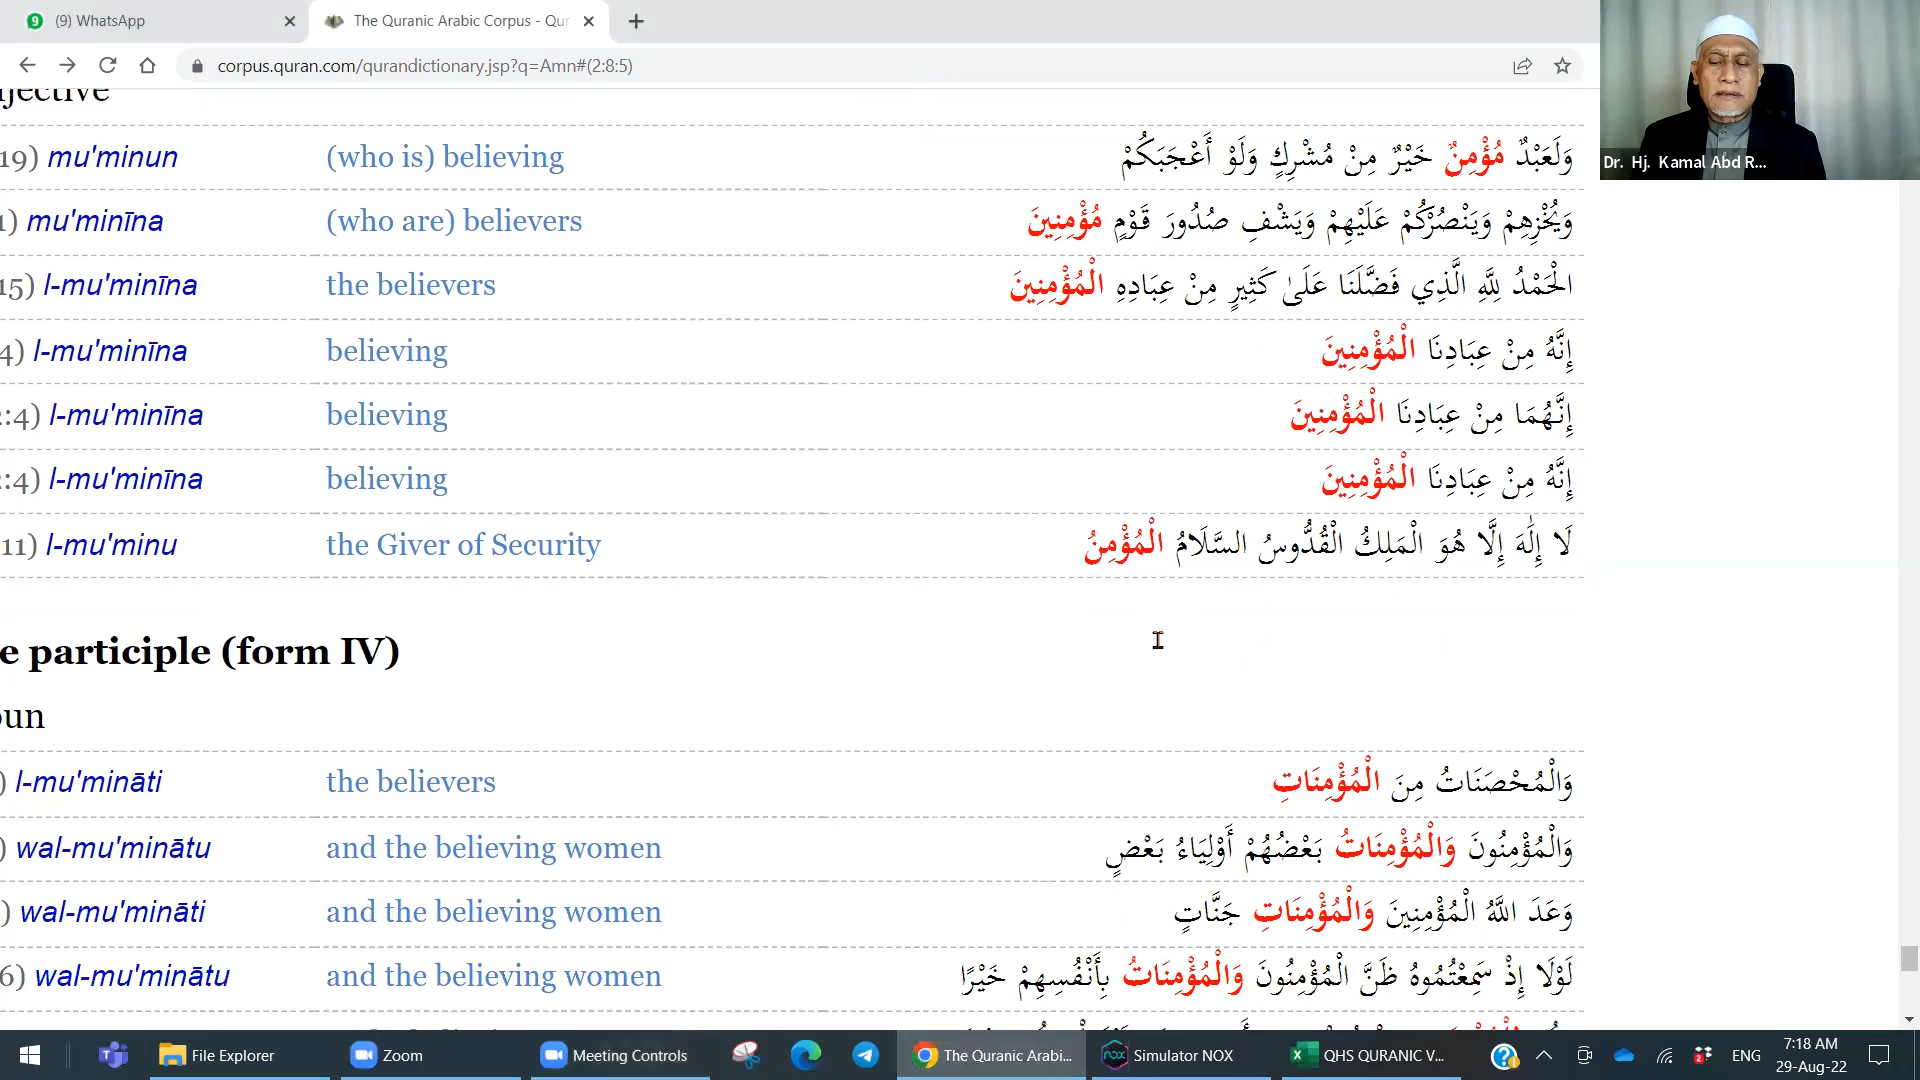 (9) WhatsApp
The Quranic Arabic Corpus - Qur
corpus.quran.com/qurandictionary.jsp?q=Amn#(2:8:5)
Dr. Hj. Kamal Abd R...
jective
19) mu'minun (who is) believing وَلَعَبْدٌ مُؤْمِنٌ خَيْرٌ مِنْ مُشْرِكٍ وَلَوْ أَعْجَبَكُمْ
1) mu'minīna (who are) believers وَيُخْزِهِمْ وَيَنْصُرْكُمْ عَلَيْهِمْ وَيَشْفِ صُدُورَ قَوْمٍ مُؤْمِنِينَ
15) l-mu'minīna the believers الْحَمْدُ لِلَّهِ الَّذِي فَضَّلَنَا عَلَىٰ كَثِيرٍ مِنْ عِبَادِهِ الْمُؤْمِنِينَ
4) l-mu'minīna believing إِنَّهُ مِنْ عِبَادِنَا الْمُؤْمِنِينَ
:4) l-mu'minīna believing إِنَّهُمَا مِنْ عِبَادِنَا الْمُؤْمِنِينَ
:4) l-mu'minīna believing إِنَّهُ مِنْ عِبَادِنَا الْمُؤْمِنِينَ
11) l-mu'minu the Giver of Security لَا إِلَٰهَ إِلَّا هُوَ الْمَلِكُ الْقُدُّوسُ السَّلَامُ الْمُؤْمِنُ
e participle (form IV)
oun
) l-mu'mināti the believers وَالْمُحْصَنَاتُ مِنَ الْمُؤْمِنَاتِ
) wal-mu'minātu and the believing women وَالْمُؤْمِنُونَ وَالْمُؤْمِنَاتُ بَعْضُهُمْ أَوْلِيَاءُ بَعْضٍ
) wal-mu'mināti and the believing women وَعَدَ اللَّهُ الْمُؤْمِنِينَ وَالْمُؤْمِنَاتِ جَنَّاتٍ
6) wal-mu'minātu and the believing women لَوْلَا إِذْ سَمِعْتُمُوهُ ظَنَّ الْمُؤْمِنُونَ وَالْمُؤْمِنَاتُ بِأَنْفُسِهِمْ خَيْرًا
File Explorer
Zoom
Meeting Controls
The Quranic Arabi...
Simulator NOX
QHS QURANIC V...
ENG
7:18 AM
29-Aug-22